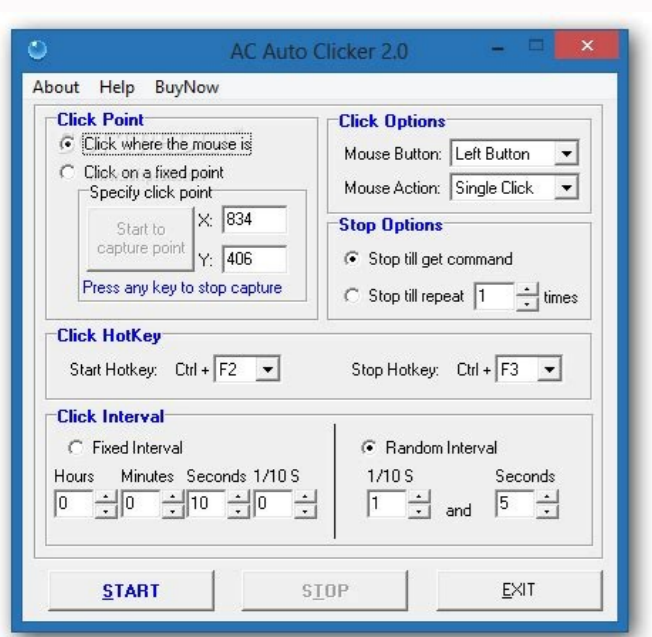 AC Auto Clicker 2.0
About Help BuyNow
Click Point
Click where the mouse is
Click on a fixed point
Specify click point
Start to
capture point
X: 834
Y: 406
Press any key to stop capture
Click Options
Mouse Button: Left Button
Mouse Action: Single Click
Stop Options
Stop till get command
Stop till repeat 1 times
Click HotKey
Start Hotkey: Ctrl + F2 Stop Hotkey: Ctrl + F3
Click Interval
Fixed Interval
Hours Minutes Seconds 1/10 S
0 0 10 0
Random Interval
1/10 S Seconds
1 and 5
START STOP EXIT